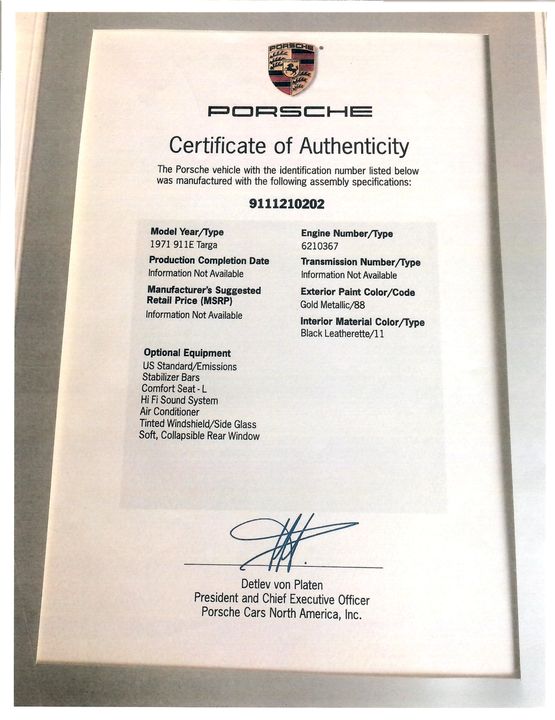 PORSCHE
PORSCHE
Certificate of Authenticity
The Porsche vehicle with the identification number listed below
was manufactured with the following assembly specifications:
9111210202
Model Year/Type
1971 911E Targa
Production Completion Date
Information Not Available
Manufacturer's Suggested
Retail Price (MSRP)
Information Not Available
Engine Number/Type
6210367
Transmission Number/Type
Information Not Available
Exterior Paint Color/Code
Gold Metallic/88
Interior Material Color/Type
Black Leatherette/11
Optional Equipment
US Standard/Emissions
Stabilizer Bars
Comfort Seat - L
Hi Fi Sound System
Air Conditioner
Tinted Windshield/Side Glass
Soft, Collapsible Rear Window
Detlev von Platen
President and Chief Executive Officer
Porsche Cars North America, Inc.